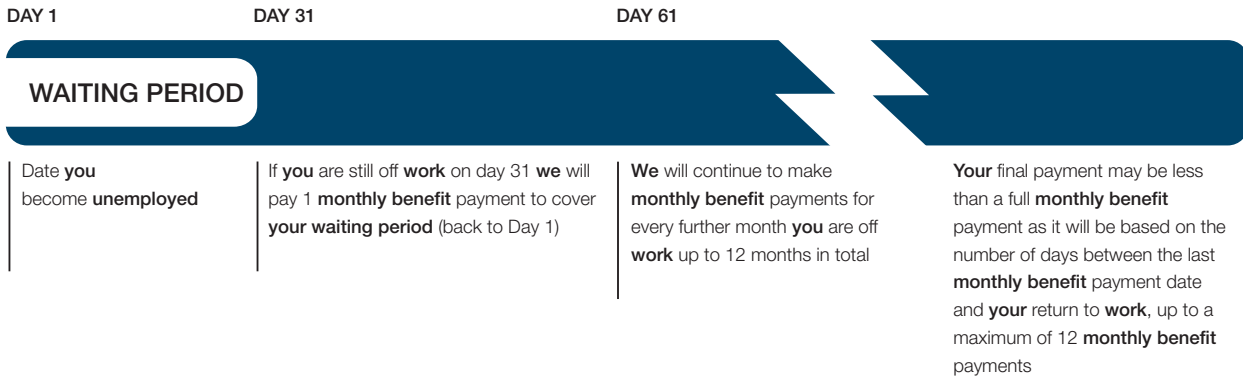 DAY 1
DAY 31
DAY 61
WAITING PERIOD
Date you
become unemployed
If you are still off work on day 31 we will
pay 1 monthly benefit payment to cover
your waiting period (back to Day 1)
We will continue to make
monthly benefit payments for
every further month you are off
work up to 12 months in total
Your final payment may be less
than a full monthly benefit
payment as it will be based on the
number of days between the last
monthly benefit payment date
and your return to work, up to a
maximum of 12 monthly benefit
payments